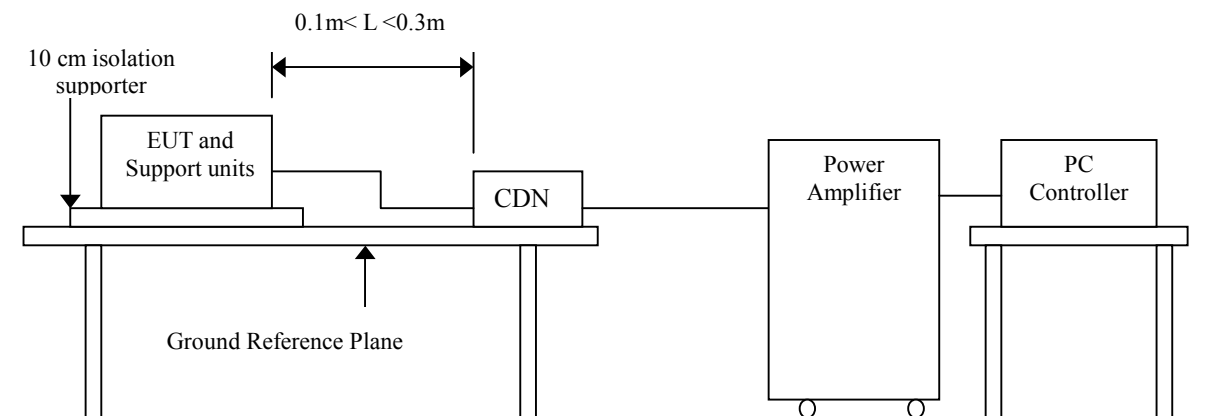 0.1m< L <0.3m
10 cm isolation
supporter
EUT and
Support units
CDN
Power
Amplifier
PC
Controller
Ground Reference Plane